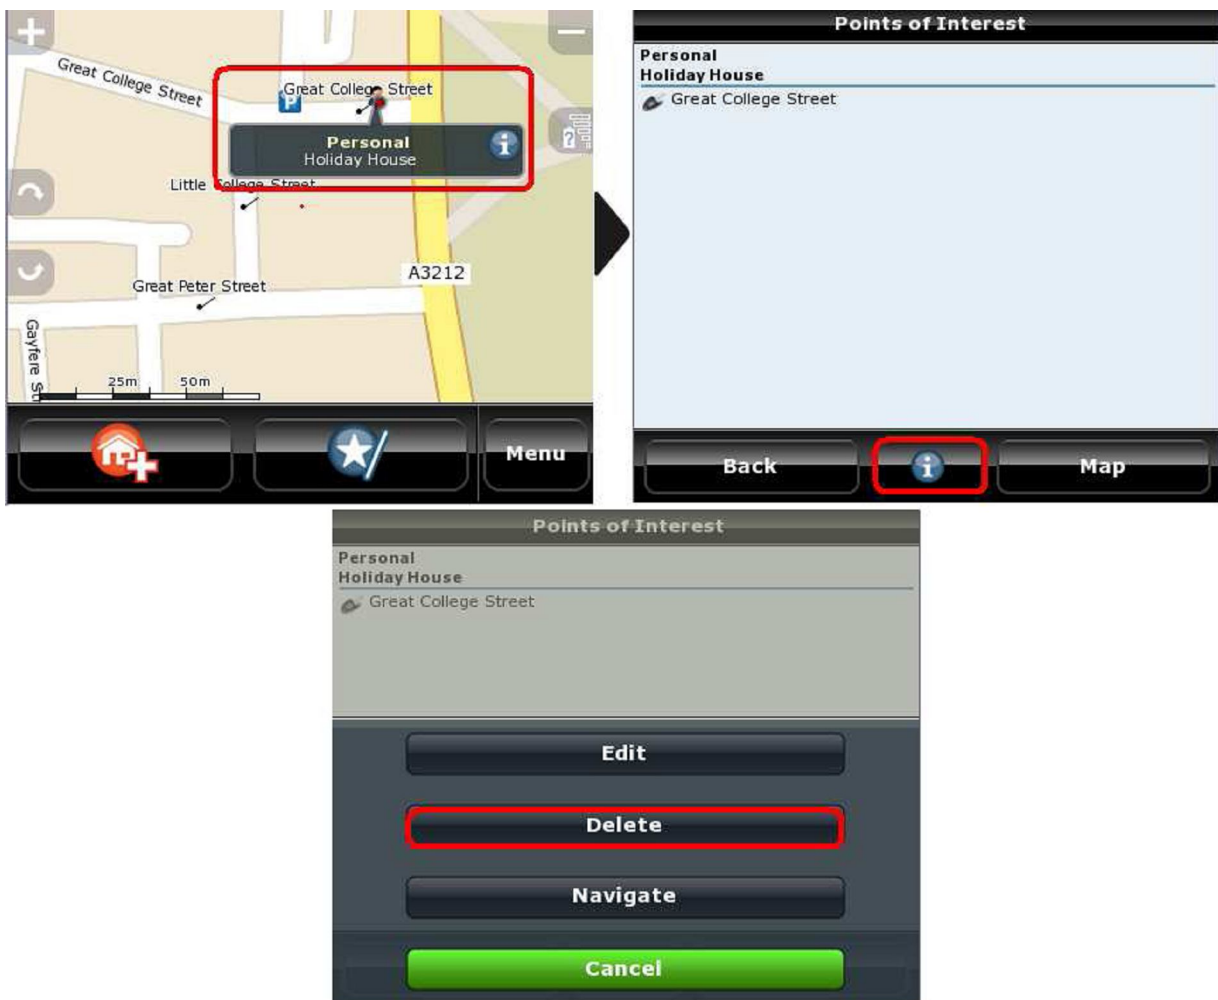 Great College Street
Great College Street
P
Personal
Holiday House
i
?
Little College Street
A3212
Great Peter Street
Gayfere St
25m 50m
Menu
Points of Interest
Personal
Holiday House
Great College Street
Back i Map
Points of Interest
Personal
Holiday House
Great College Street
Edit
Delete
Navigate
Cancel